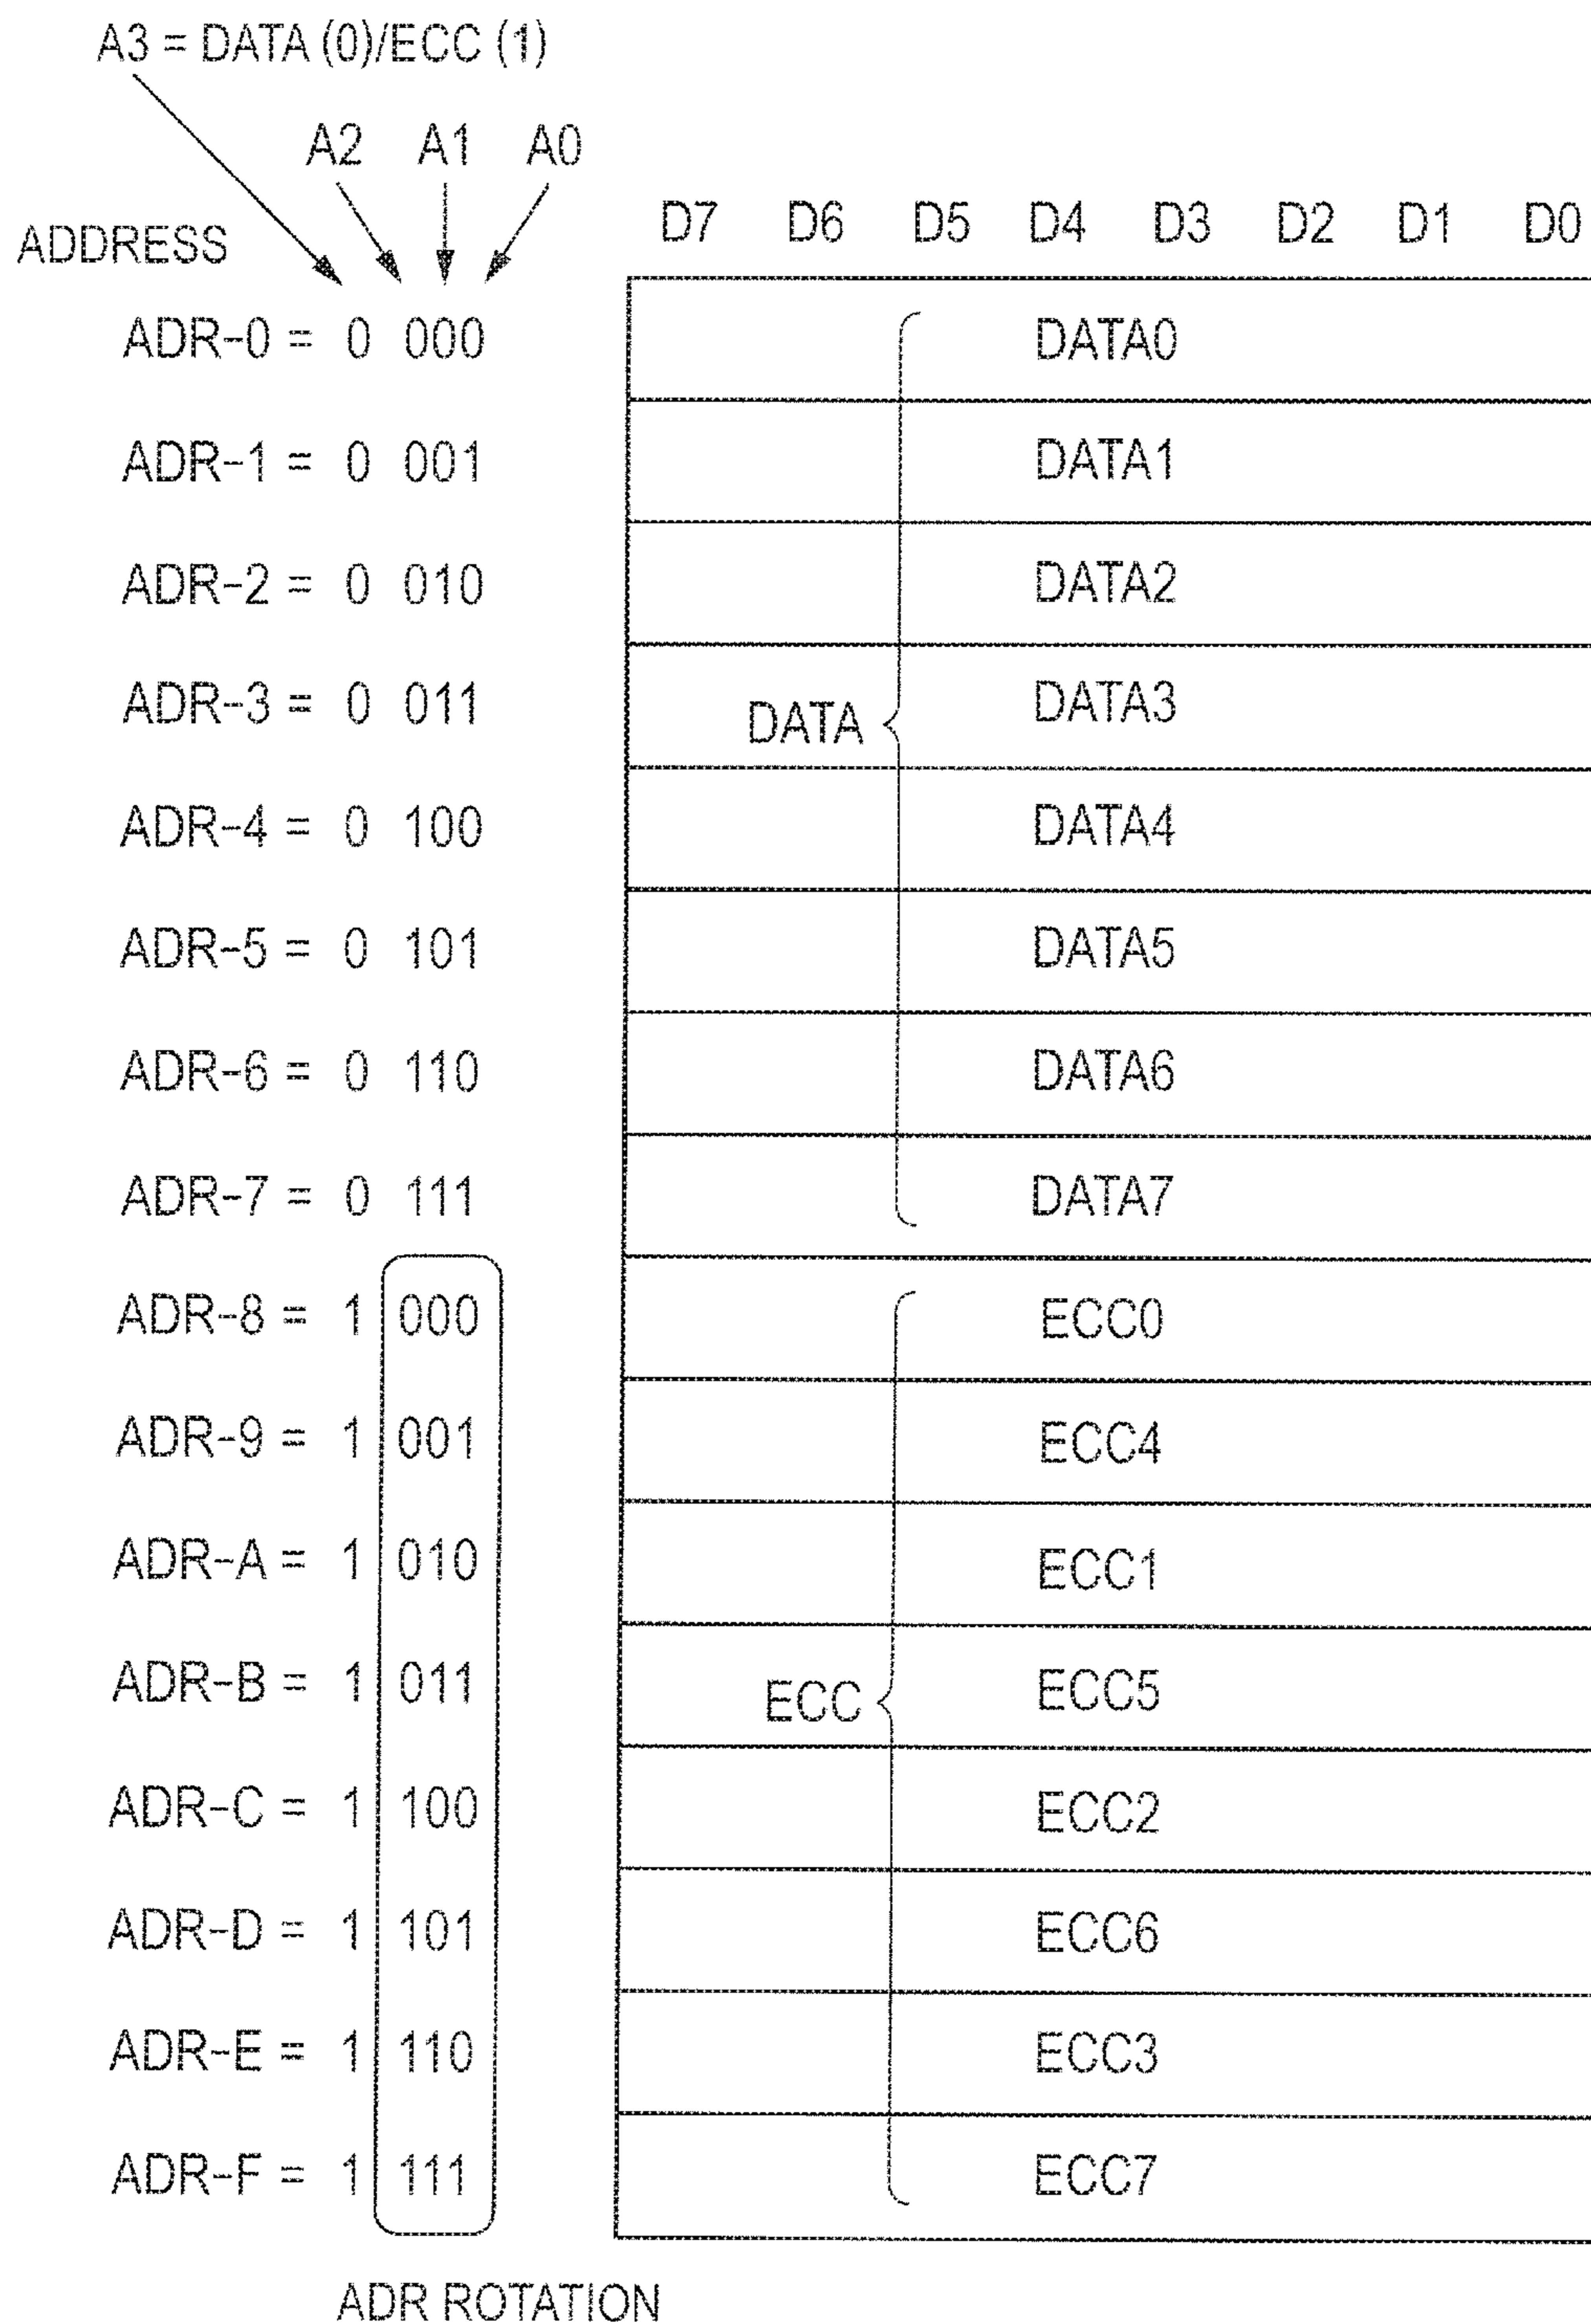 A3 = DATA (0)/ECC (1)
A2 A1 A0
ADDRESS D7 D6 D5 D4 D3 D2 D1 D0
ADR-0 = 0 000 DATA0
ADR-1 = 0 001 DATA1
ADR-2 = 0 010 DATA2
ADR-3 = 0 011 DATA DATA3
ADR-4 = 0 100 DATA4
ADR-5 = 0 101 DATA5
ADR-6 = 0 110 DATA6
ADR-7 = 0 111 DATA7
ADR-8 = 1 000 ECC0
ADR-9 = 1 001 ECC4
ADR-A = 1 010 ECC1
ADR-B = 1 011 ECC ECC5
ADR-C = 1 100 ECC2
ADR-D = 1 101 ECC6
ADR-E = 1 110 ECC3
ADR-F = 1 111 ECC7
ADR ROTATION